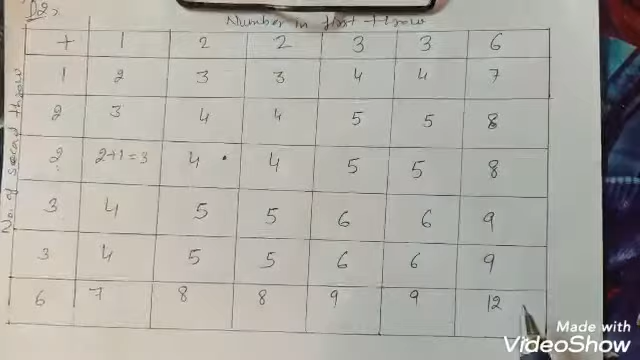 Q2,
Number in first throw
+ 1 2 2 3 3 6
1 2 3 3 4 4 7
2 3 4 4 5 5 8
2 2+1=3 4 4 5 5 8
3 4 5 5 6 6 9
3 4 5 5 6 6 9
6 7 8 8 9 9 12
No. of second throw
Made with
VideoShow